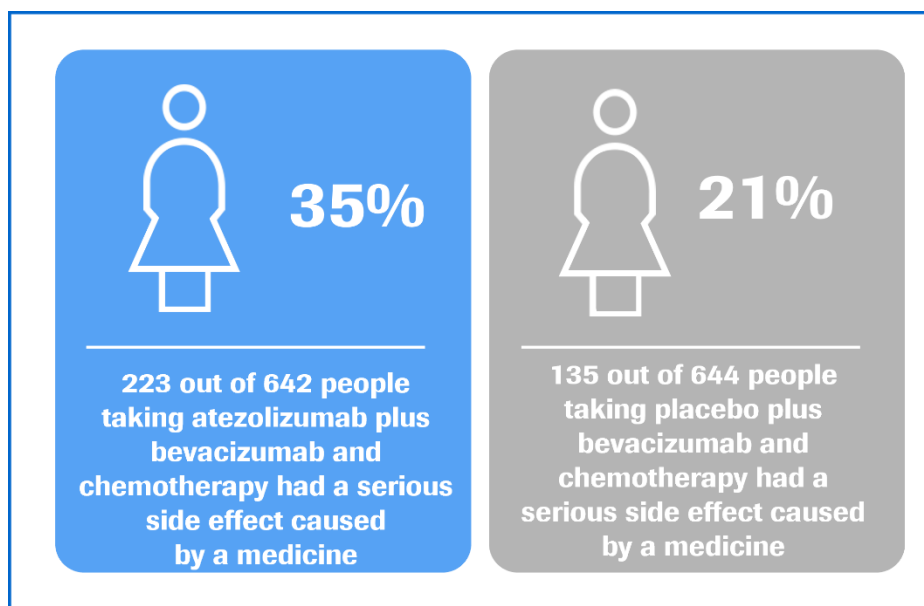 35%
223 out of 642 people
taking atezolizumab plus
bevacizumab and
chemotherapy had a serious
side effect caused
by a medicine
21%
135 out of 644 people
taking placebo plus
bevacizumab and
chemotherapy had a
serious side effect caused
by a medicine